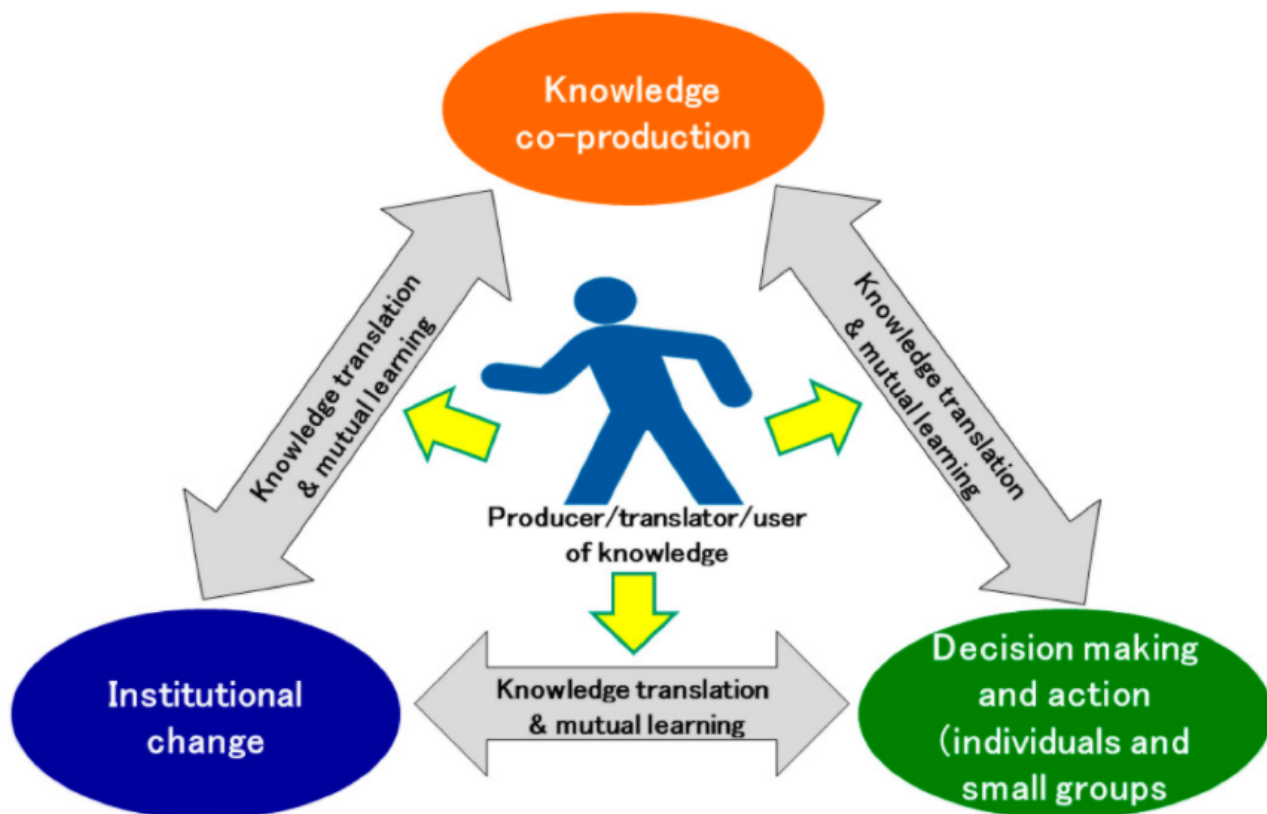 Knowledge
co-production
Knowledge translation
& mutual learning
Knowledge translation
& mutual learning
Producer/translator/user
of knowledge
Institutional
change
Knowledge translation
& mutual learning
Decision making
and action
(individuals and
small groups